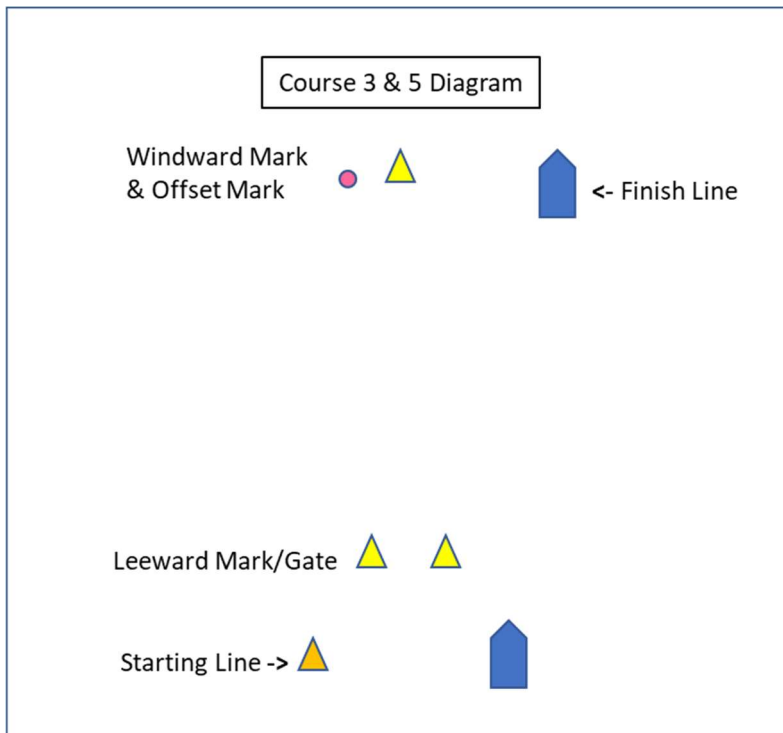 Course 3 & 5 Diagram
Windward Mark
& Offset Mark
<- Finish Line
Leeward Mark/Gate
Starting Line ->